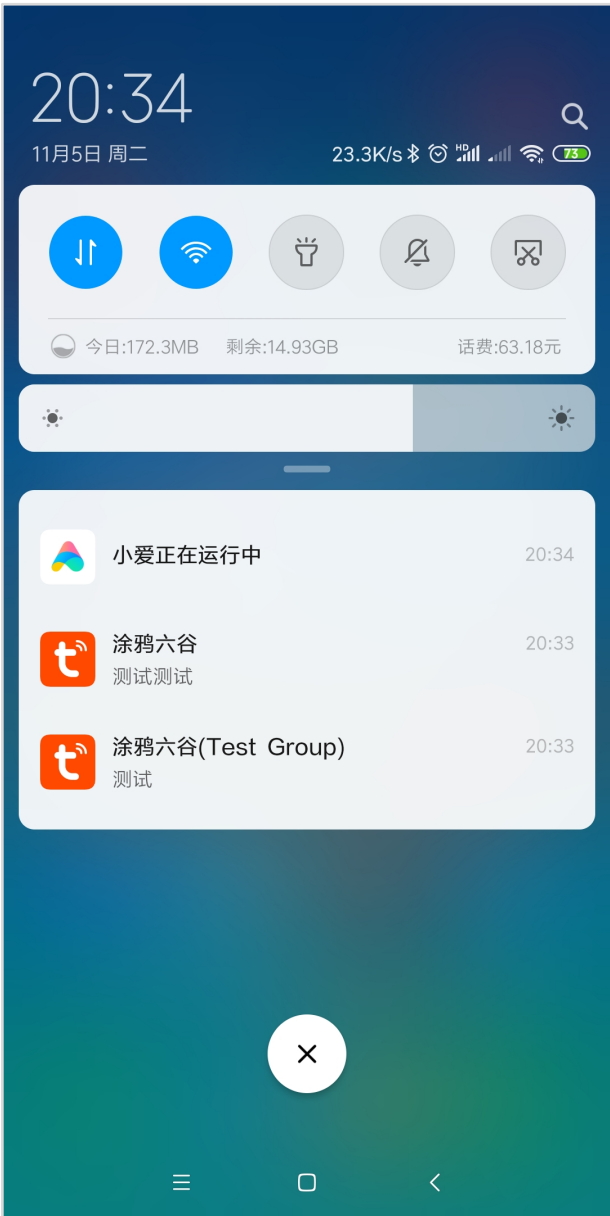 20:34
11月5日 周二
23.3K/s HD 73
今日:172.3MB 剩余:14.93GB 话费:63.18元
小爱正在运行中 20:34
涂鸦六谷 20:33
测试测试
涂鸦六谷(Test Group) 20:33
测试